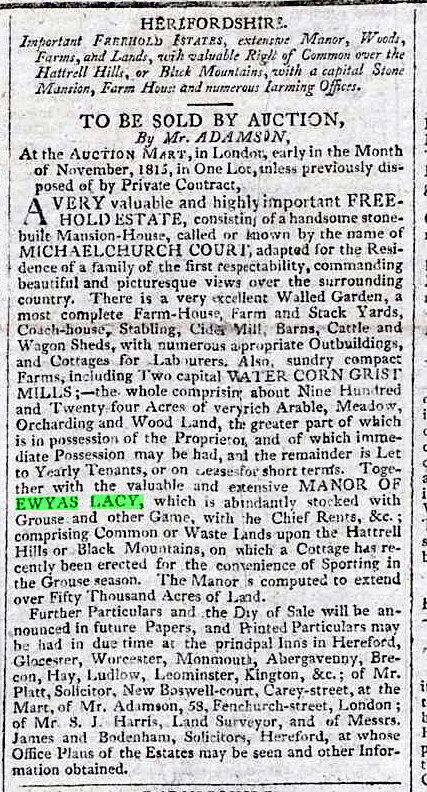 HEREFORDSHIRE.
Important FREEHOLD ESTATES, extensive Manor, Woods,
Farms, and Lands, with valuable Right of Common over the
Hattrell Hills, or Black Mountains, with a capital Stone
Mansion, Farm House and numerous farming Offices.
TO BE SOLD BY AUCTION,
By Mr. ADAMSON,
At the AUCTION MART, in London, early in the Month
of November, 1815, in One Lot, unless previously dis-
posed of by Private Contract,
A VERY valuable and highly important FREE-
HOLD ESTATE, consisting of a handsome stone-
built Mansion-House, called or known by the name of
MICHAELCHURCH COURT, adapted for the Resi-
dence of a family of the first respectability, commanding
beautiful and picturesque views over the surrounding
country. There is a very excellent Walled Garden, a
most complete Farm-House, Farm and Stack Yards,
Coach-house, Stabling, Cider Mill, Barns, Cattle and
Wagon Sheds, with numerous apropriate Outbuildings,
and Cottages for Labourers. Also, sundry compact
Farms, including Two capital WATER CORN GRIST
MILLS;—the whole comprising about Nine Hundred
and Twenty-four Acres of very rich Arable, Meadow,
Orcharding and Wood Land, the greater part of which
is in possession of the Proprietor, and of which imme-
diate Possession may be had, and the remainder is Let
to Yearly Tenants, or on Leases for short terms. Toge-
ther with the valuable and extensive MANOR OF
EWYAS LACY, which is abundantly stocked with
Grouse and other Game, with the Chief Rents, &c.;
comprising Common or Waste Lands upon the Hattrell
Hills or Black Mountains, on which a Cottage has re-
cently been erected for the convenience of Sporting in
the Grouse season. The Manor is computed to extend
over Fifty Thousand Acres of Land.
Further Particulars and the Day of Sale will be an-
nounced in future Papers, and Printed Particulars may
be had in due time at the principal Inns in Hereford,
Glocester, Worcester, Monmouth, Abergavenny, Bre-
con, Hay, Ludlow, Leominster, Kington, &c.; of Mr.
Platt, Solicitor, New Boswell-court, Carey-street, at the
Mart, of Mr. Adamson, 58, Fenchurch-street, London;
of Mr. S. J. Harris, Land Surveyor, and of Messrs.
James and Bodenham, Solicitors, Hereford, at whose
Office Plans of the Estates may be seen and other Infor-
mation obtained.